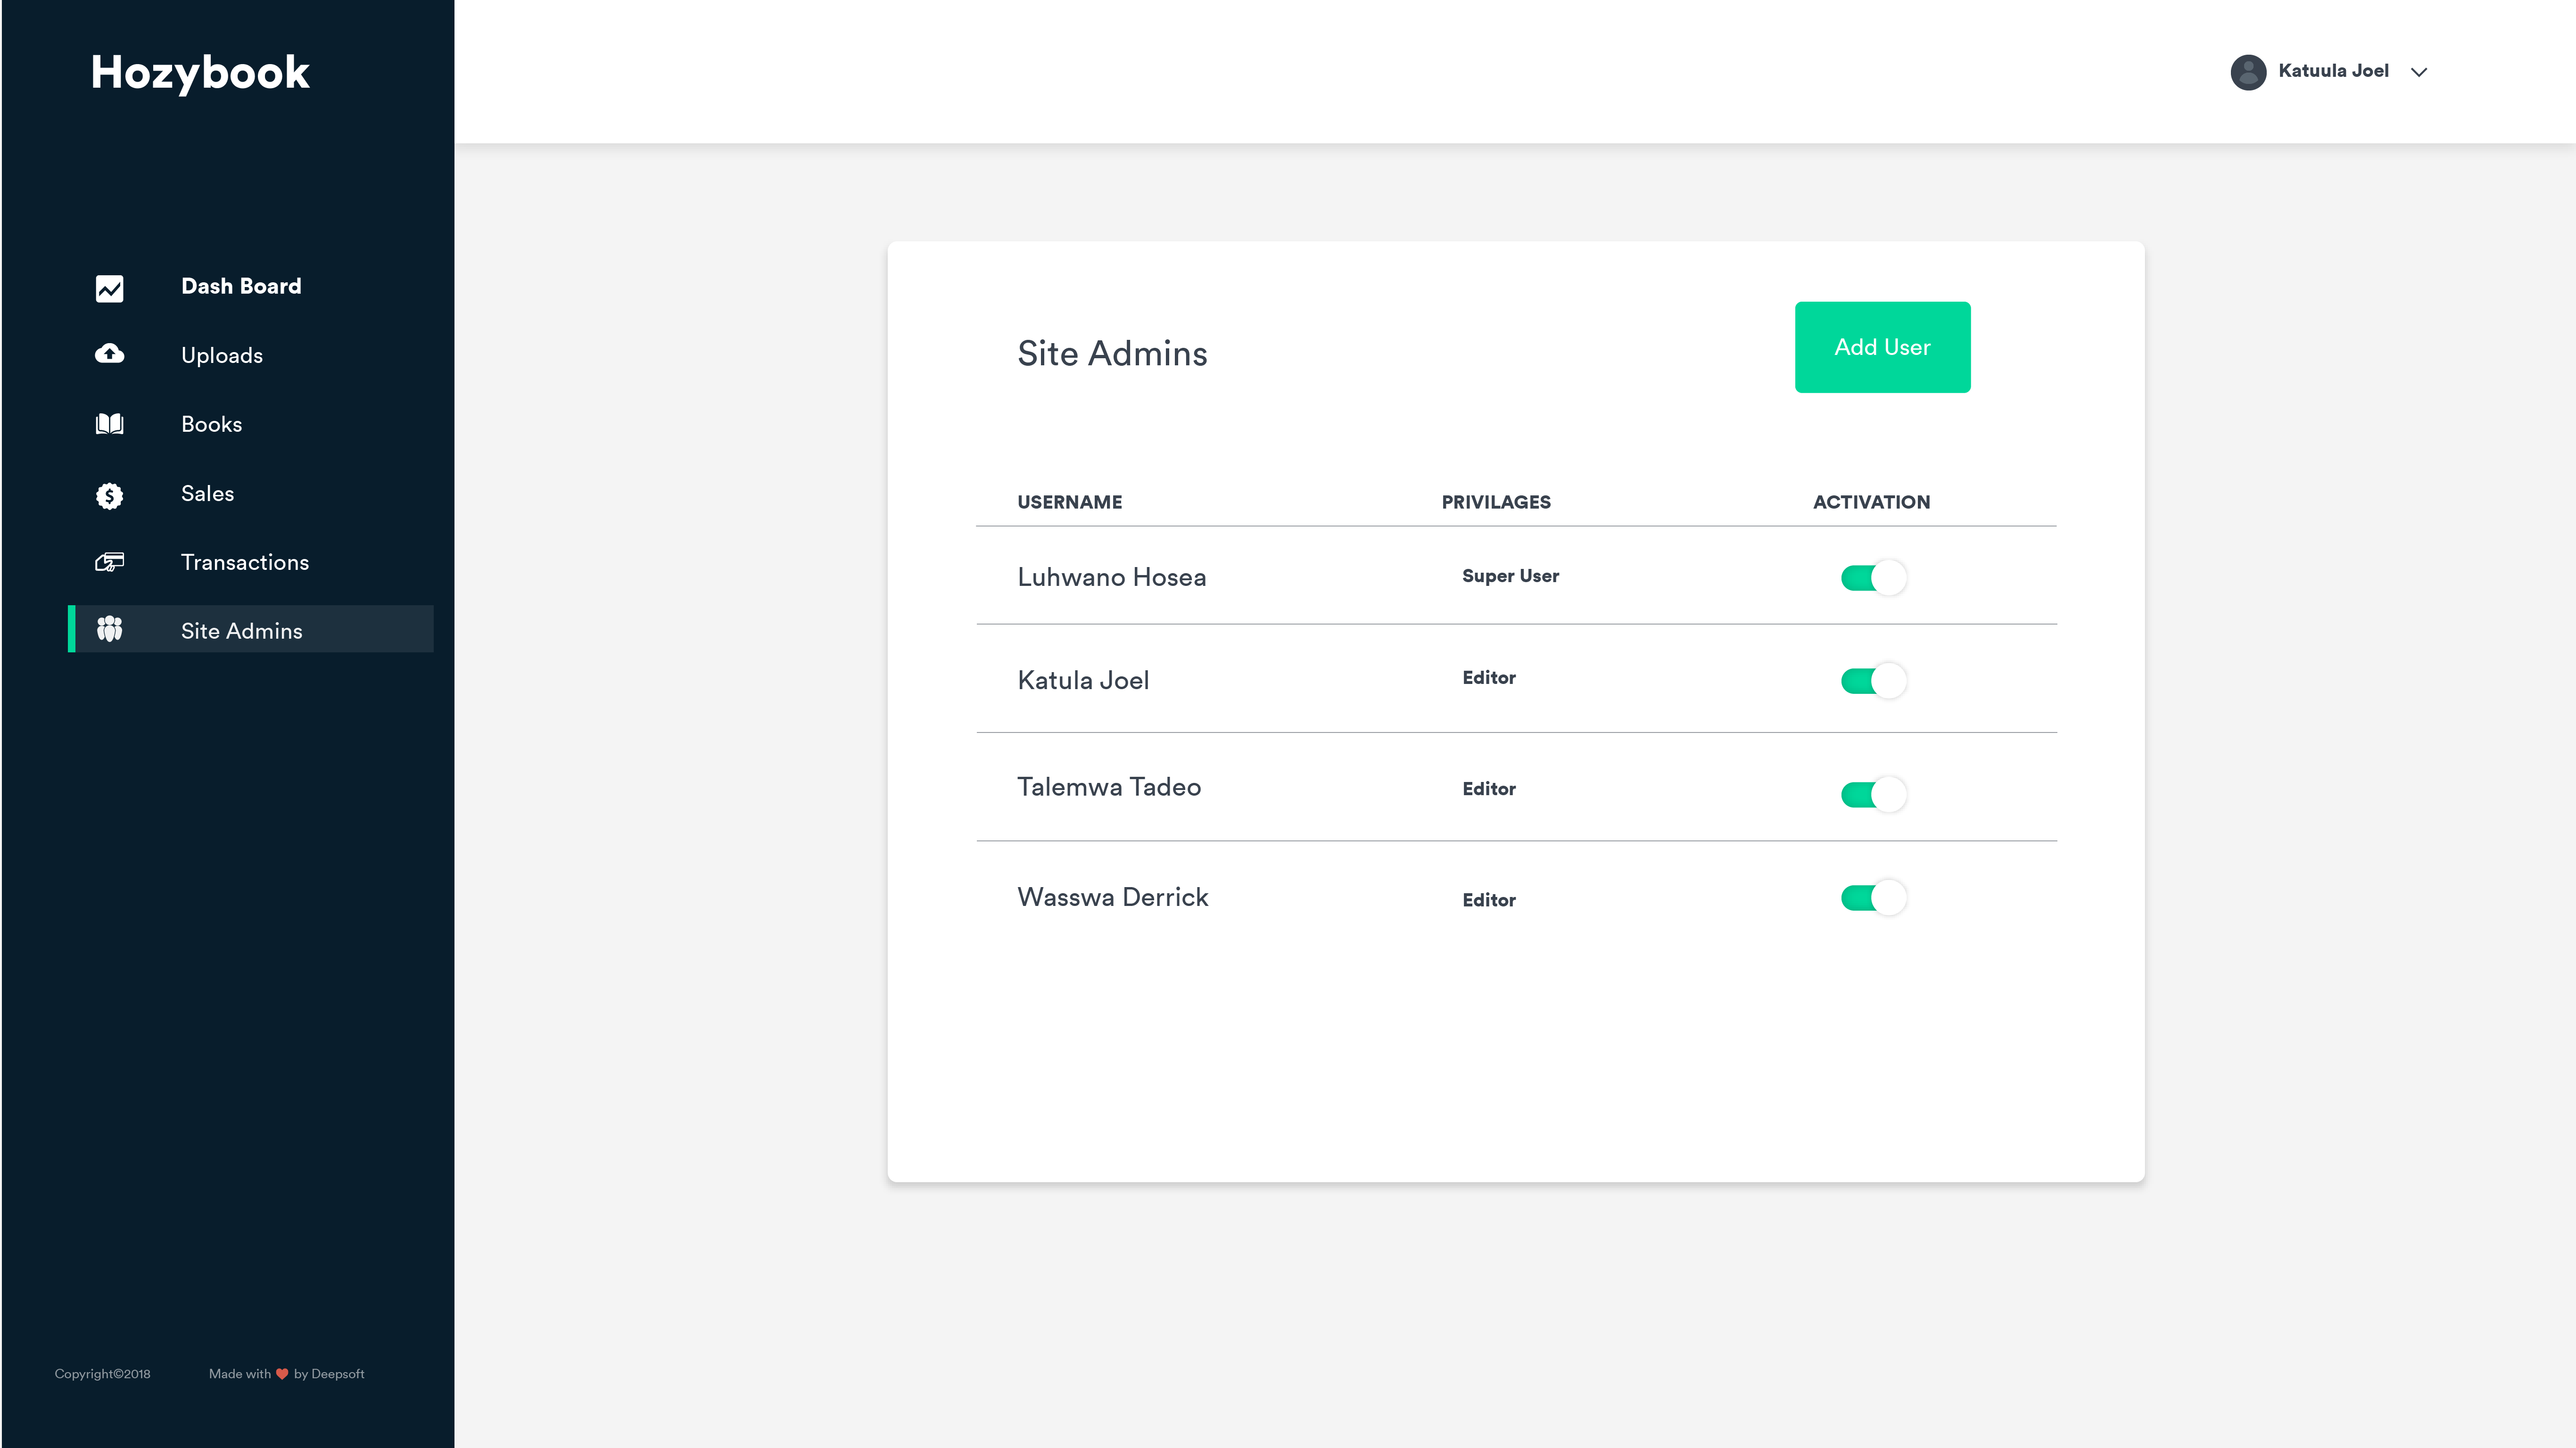 Hozybook
Katuula Joel
Dash Board
Uploads
Books
Sales
Transactions
Site Admins
Site Admins
Add User
USERNAME PRIVILAGES ACTIVATION
Luhwano Hosea Super User
Katula Joel Editor
Talemwa Tadeo Editor
Wasswa Derrick Editor
Copyright©2018 Made with ❤ by Deepsoft